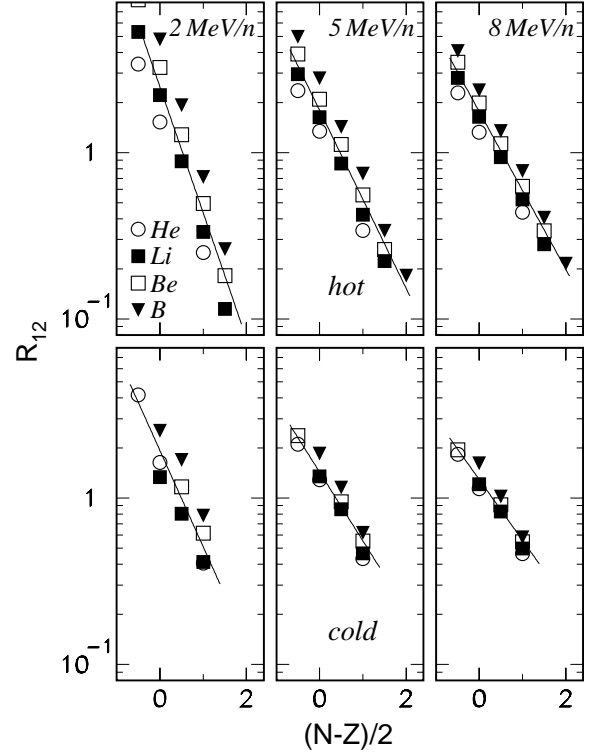 2 MeV/n
5 MeV/n
8 MeV/n
1
He
Li
Be
B
hot
10⁻¹
R₁₂
1
cold
10⁻¹
0 2
0 2
0 2
(N-Z)/2